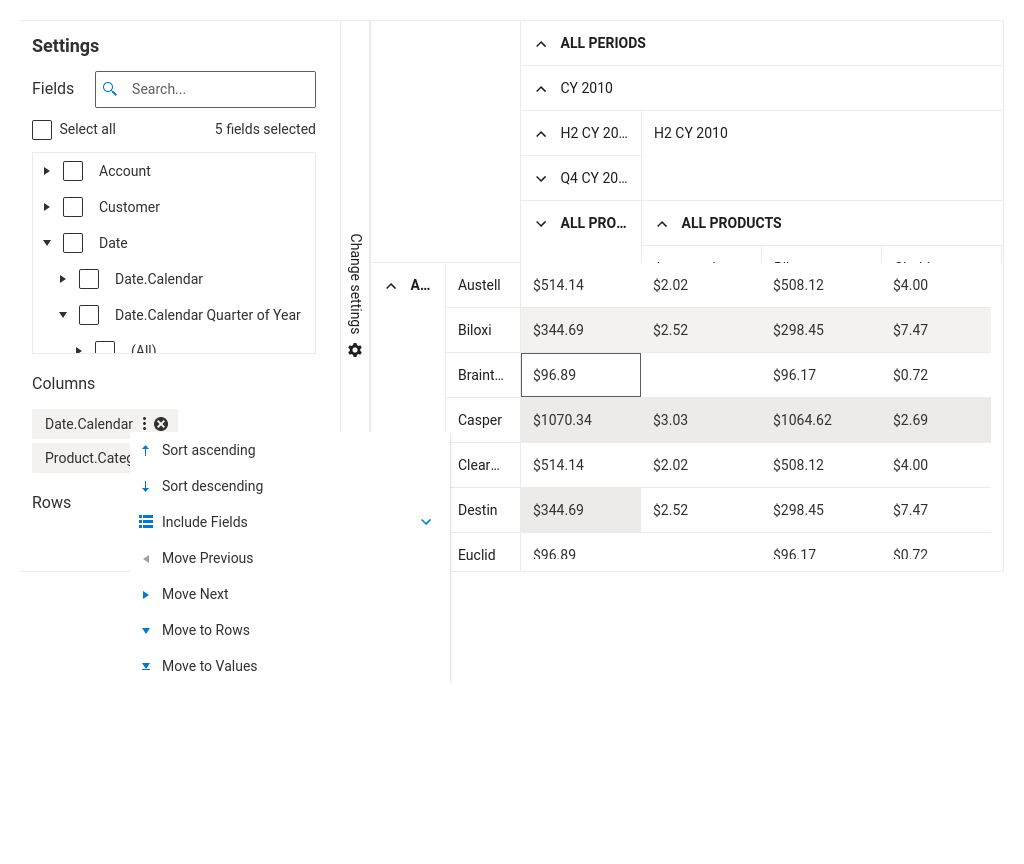 Settings
Fields
Search...
Select all
5 fields selected
Account
Customer
Date
Date.Calendar
Date.Calendar Quarter of Year
(All)
Columns
Date.Calendar
Product.Categ
Rows
Sort ascending
Sort descending
Include Fields
Move Previous
Move Next
Move to Rows
Move to Values
Change settings
ALL PERIODS
CY 2010
H2 CY 20… H2 CY 2010
Q4 CY 20…
ALL PRO… ALL PRODUCTS
A… Austell $514.14 $2.02 $508.12 $4.00
Biloxi $344.69 $2.52 $298.45 $7.47
Braint… $96.89 $96.17 $0.72
Casper $1070.34 $3.03 $1064.62 $2.69
Clear… $514.14 $2.02 $508.12 $4.00
Destin $344.69 $2.52 $298.45 $7.47
Euclid $96.89 $96.17 $0.72